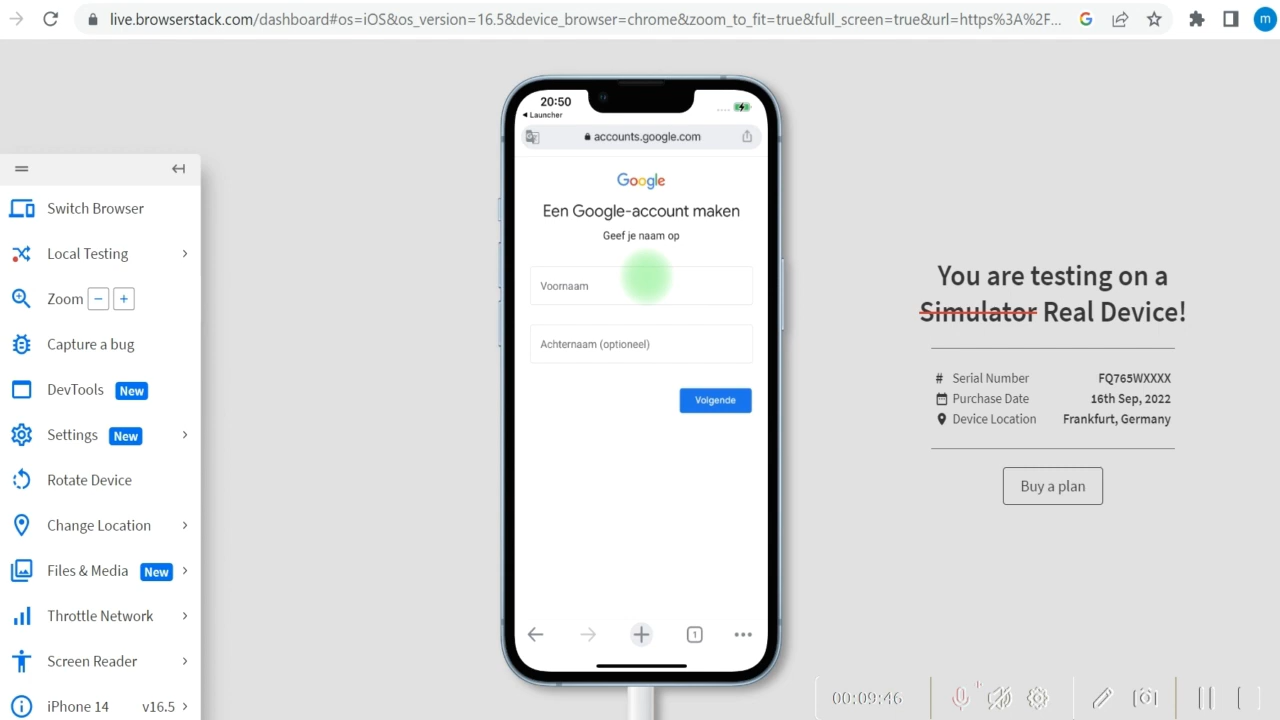 live.browserstack.com/dashboard#os=iOS&os_version=16.5&device_browser=chrome&zoom_to_fit=true&full_screen=true&url=https%3A%2F...
m
Switch Browser
Local Testing
Zoom - +
Capture a bug
DevTools New
Settings New
Rotate Device
Change Location
Files & Media New
Throttle Network
Screen Reader
iPhone 14 v16.5
20:50
Launcher
accounts.google.com
Google
Een Google-account maken
Geef je naam op
Voornaam
Achternaam (optioneel)
Volgende
1
You are testing on a
Simulator Real Device!
# Serial Number FQ765WXXXX
Purchase Date 16th Sep, 2022
Device Location Frankfurt, Germany
Buy a plan
00:09:46